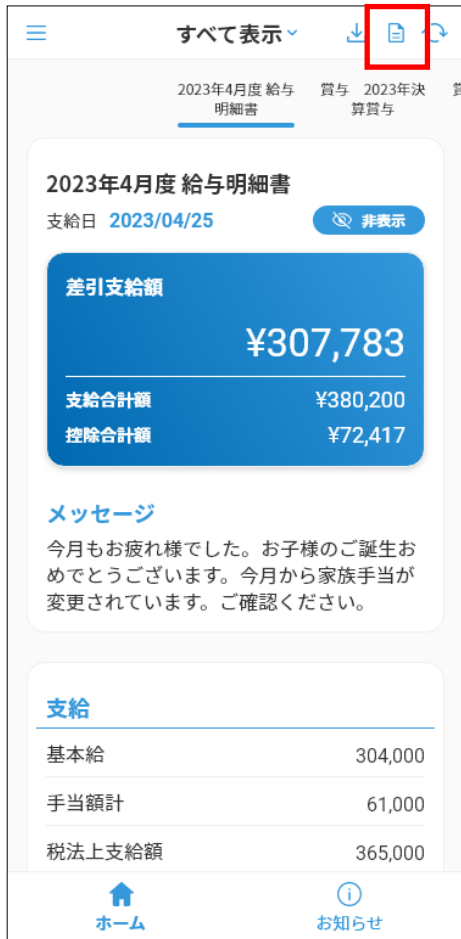 すべて表示
2023年4月度 給与
明細書
賞与 2023年決
算賞与
2023年4月度 給与明細書
支給日 2023/04/25
非表示
差引支給額
¥307,783
支給合計額 ¥380,200
控除合計額 ¥72,417
メッセージ
今月もお疲れ様でした。お子様のご誕生お
めでとうございます。今月から家族手当が
変更されています。ご確認ください。
支給
基本給 304,000
手当額計 61,000
税法上支給額 365,000
ホーム
お知らせ